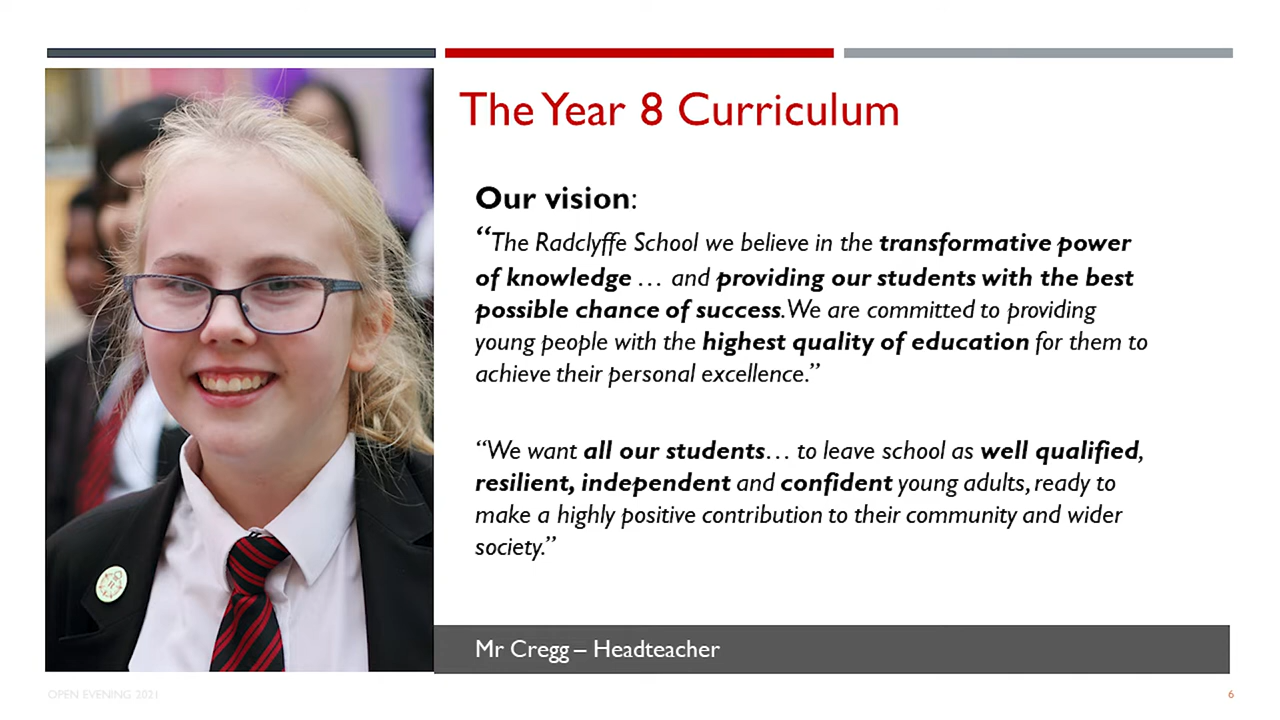 The Year 8 Curriculum
Our vision:
“The Radclyffe School we believe in the transformative power
of knowledge … and providing our students with the best
possible chance of success. We are committed to providing
young people with the highest quality of education for them to
achieve their personal excellence.”
“We want all our students… to leave school as well qualified,
resilient, independent and confident young adults, ready to
make a highly positive contribution to their community and wider
society.”
Mr Cregg – Headteacher
OPEN EVENING 2021
6